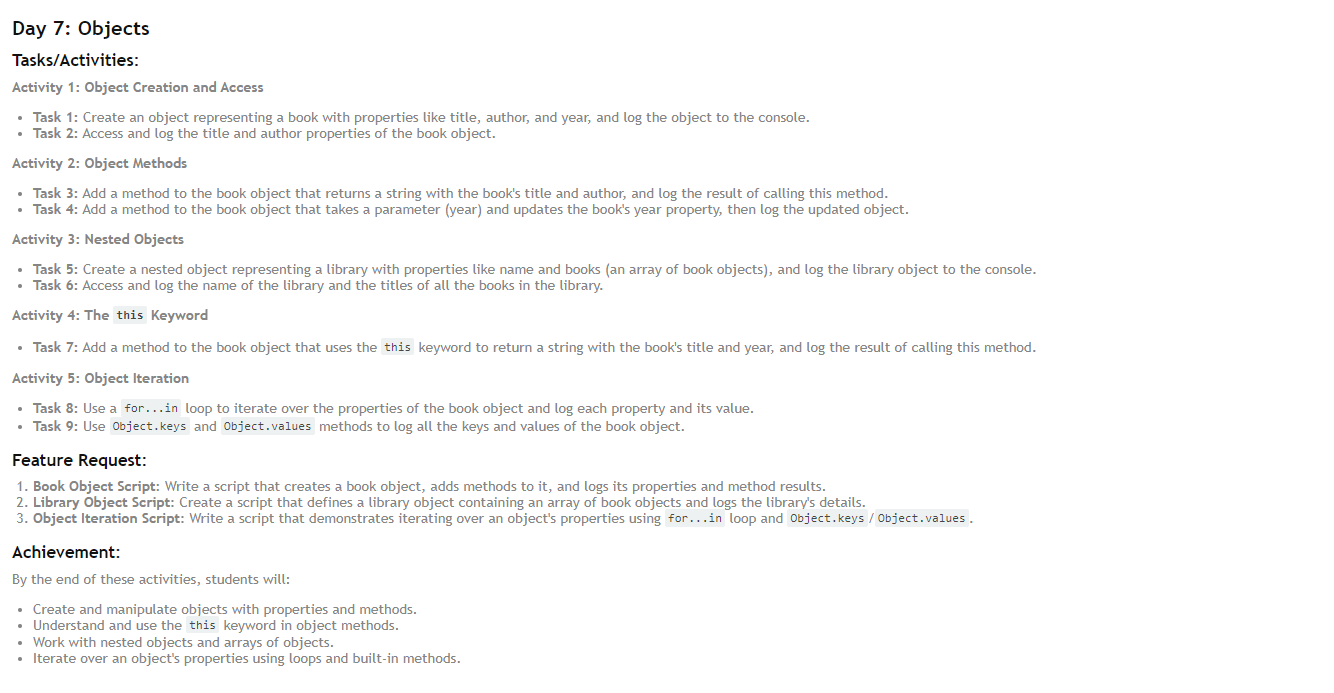 Day 7: Objects
Tasks/Activities:
Activity 1: Object Creation and Access
• Task 1: Create an object representing a book with properties like title, author, and year, and log the object to the console.
• Task 2: Access and log the title and author properties of the book object.
Activity 2: Object Methods
• Task 3: Add a method to the book object that returns a string with the book's title and author, and log the result of calling this method.
• Task 4: Add a method to the book object that takes a parameter (year) and updates the book's year property, then log the updated object.
Activity 3: Nested Objects
• Task 5: Create a nested object representing a library with properties like name and books (an array of book objects), and log the library object to the console.
• Task 6: Access and log the name of the library and the titles of all the books in the library.
Activity 4: The this Keyword
• Task 7: Add a method to the book object that uses the this keyword to return a string with the book's title and year, and log the result of calling this method.
Activity 5: Object Iteration
• Task 8: Use a for...in loop to iterate over the properties of the book object and log each property and its value.
• Task 9: Use Object.keys and Object.values methods to log all the keys and values of the book object.
Feature Request:
1. Book Object Script: Write a script that creates a book object, adds methods to it, and logs its properties and method results.
2. Library Object Script: Create a script that defines a library object containing an array of book objects and logs the library's details.
3. Object Iteration Script: Write a script that demonstrates iterating over an object's properties using for...in loop and Object.keys/Object.values.
Achievement:
By the end of these activities, students will:
• Create and manipulate objects with properties and methods.
• Understand and use the this keyword in object methods.
• Work with nested objects and arrays of objects.
• Iterate over an object's properties using loops and built-in methods.